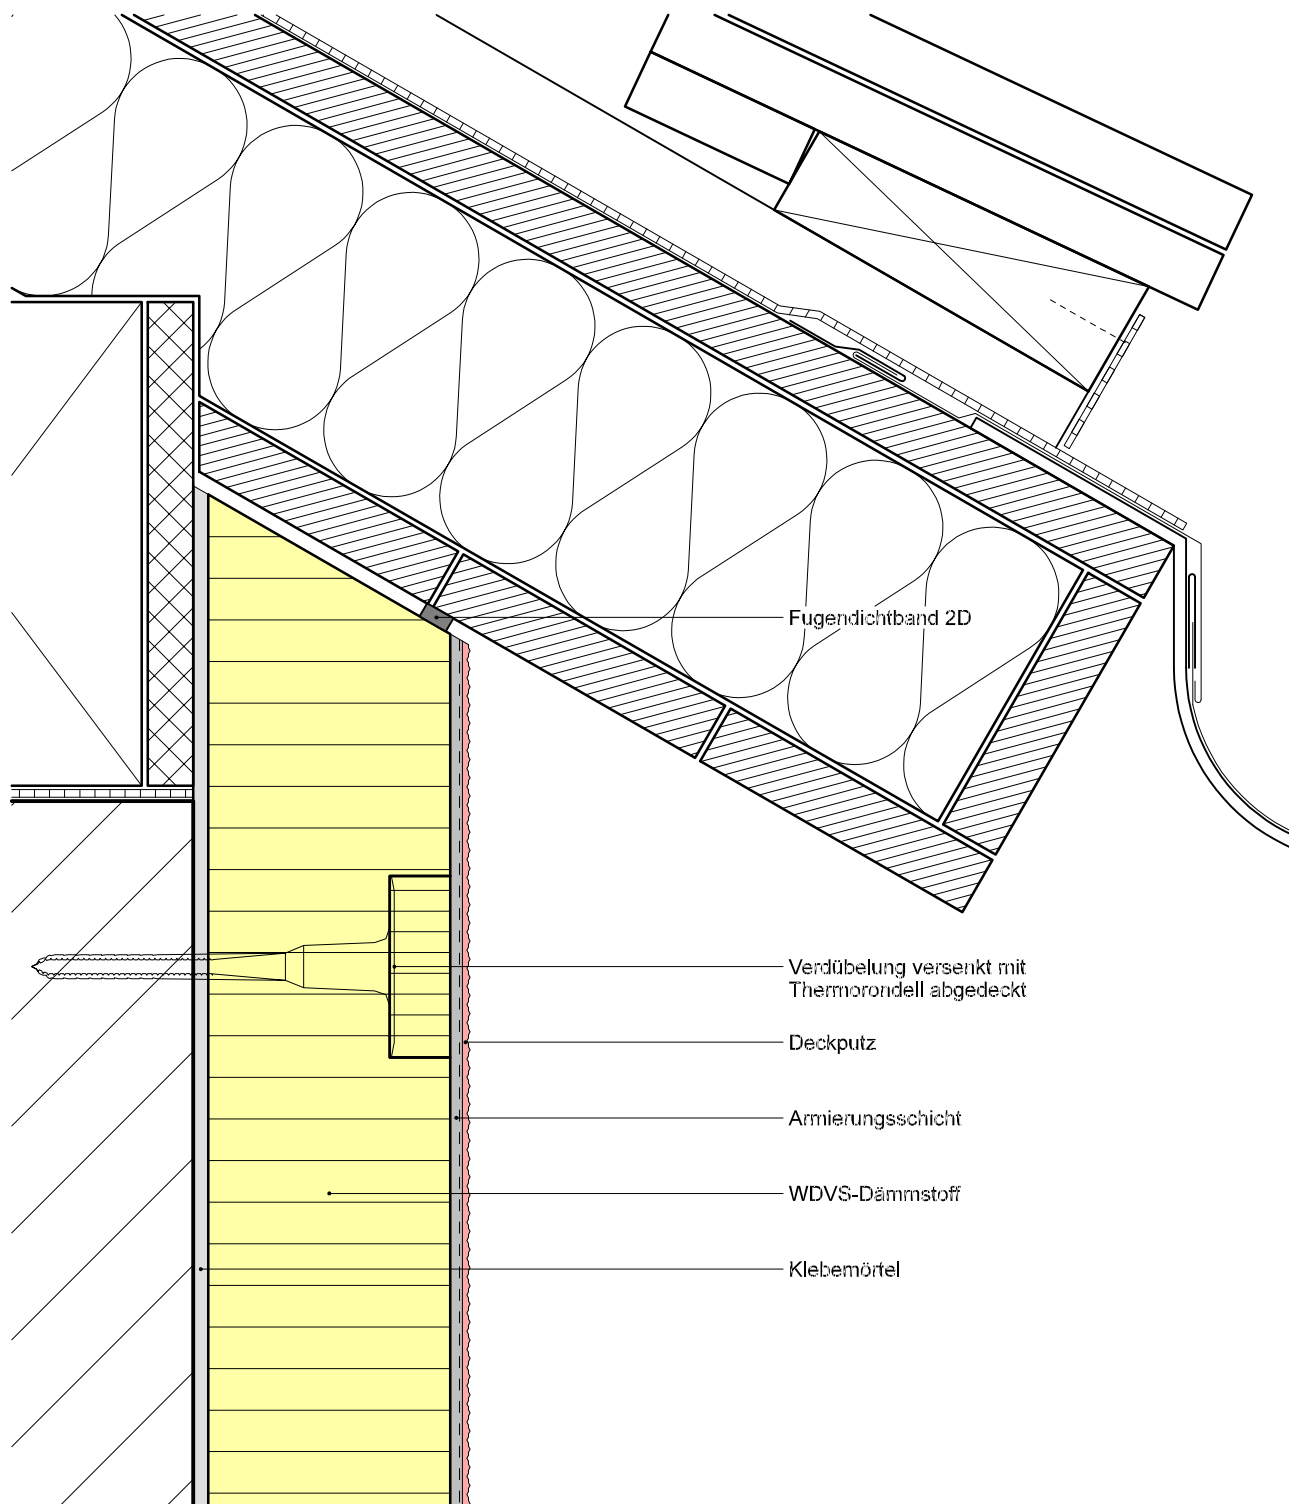 Fugendichtband 2D
Verdübelung versenkt mit
Thermorondell abgedeckt
Deckputz
Armierungsschicht
WDVS-Dämmstoff
Klebemörtel